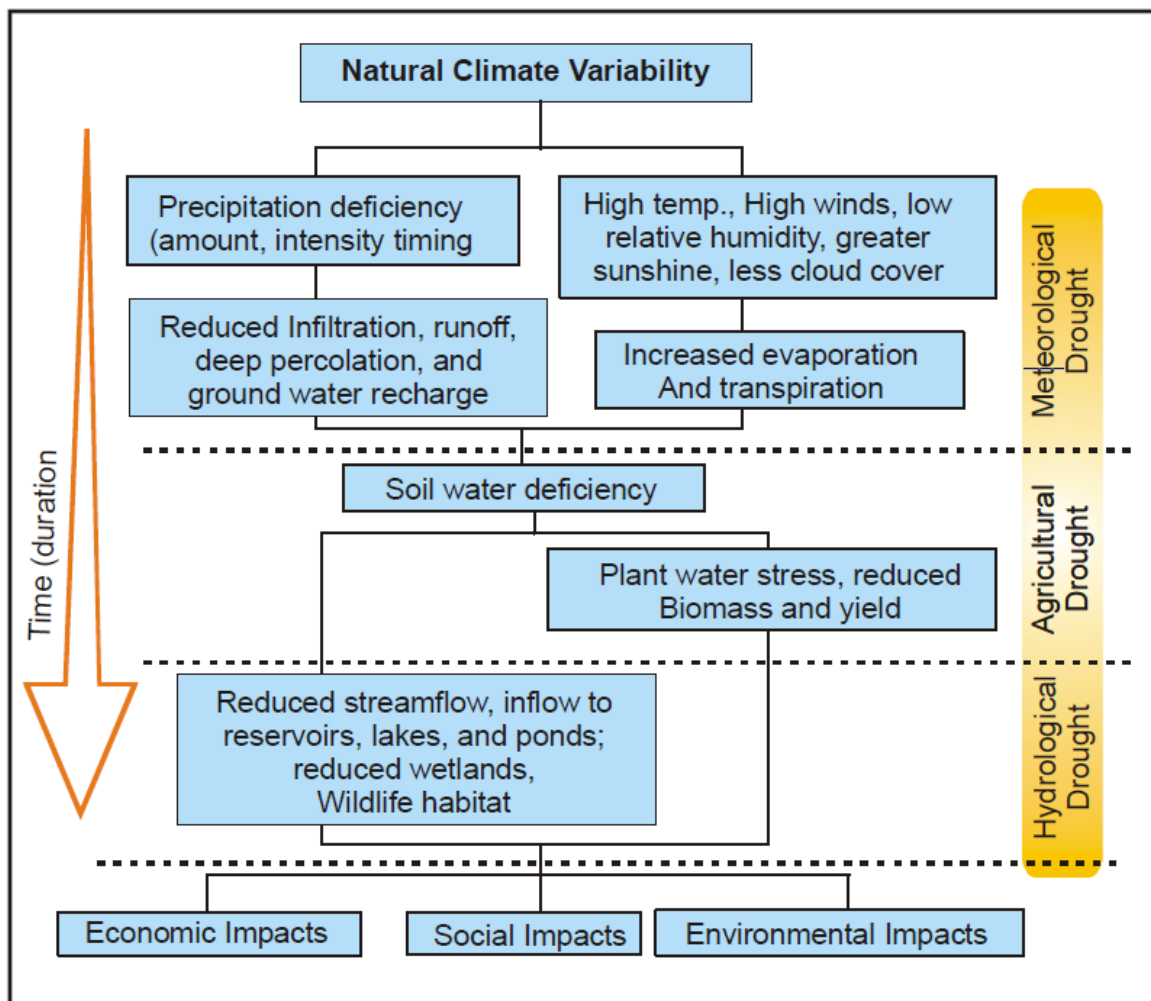 Natural Climate Variability
Precipitation deficiency
(amount, intensity timing
High temp., High winds, low
relative humidity, greater
sunshine, less cloud cover
Reduced Infiltration, runoff,
deep percolation, and
ground water recharge
Increased evaporation
And transpiration
Meteorological
Drought
Soil water deficiency
Plant water stress, reduced
Biomass and yield
Agricultural
Drought
Time (duration
Reduced streamflow, inflow to
reservoirs, lakes, and ponds;
reduced wetlands,
Wildlife habitat
Hydrological
Drought
Economic Impacts
Social Impacts
Environmental Impacts